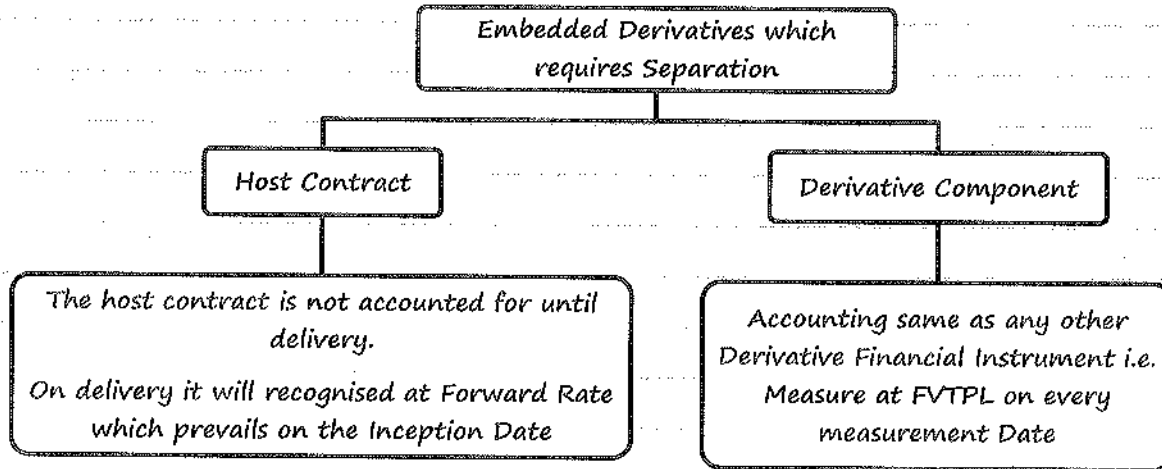 Embedded Derivatives which
requires Separation
Host Contract
Derivative Component
The host contract is not accounted for until
delivery.
On delivery it will recognised at Forward Rate
which prevails on the Inception Date
Accounting same as any other
Derivative Financial Instrument i.e.
Measure at FVTPL on every
measurement Date